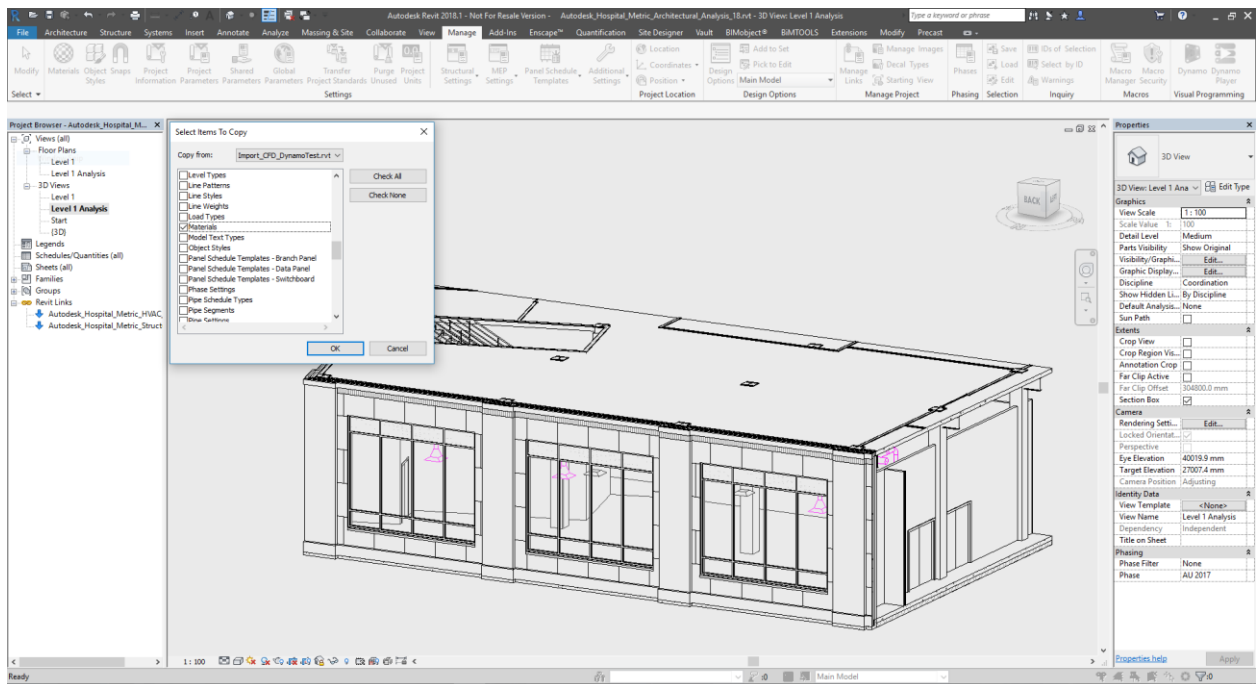 Autodesk Revit 2018.1 - Not For Resale Version - Autodesk_Hospital_Metric_Architectural_Analysis_18.rvt - 3D View: Level 1 Analysis
Type a keyword or phrase
File Architecture Structure Systems Insert Annotate Analyze Massing & Site Collaborate View Manage Add-Ins Enscape™ Quantification Site Designer Vault BIMobject® BiMTOOLS Extensions Modify Precast
Modify
Materials
Object Styles
Snaps
Project Information
Project Parameters
Shared Parameters
Global Parameters
Transfer Project Standards
Purge Unused
Project Units
Structural Settings
MEP Settings
Panel Schedule Templates
Additional Settings
Location
Coordinates
Position
Design Options
Add to Set
Pick to Edit
Main Model
Manage Links
Manage Images
Decal Types
Starting View
Phases
Save
Load
Edit
IDs of Selection
Select by ID
Warnings
Macro Manager
Macro Security
Dynamo
Dynamo Player
Select
Settings
Project Location
Design Options
Manage Project
Phasing
Selection
Inquiry
Macros
Visual Programming
Project Browser - Autodesk_Hospital_M...
Views (all)
Floor Plans
Level 1
Level 1 Analysis
3D Views
Level 1
Level 1 Analysis
Start
{3D}
Legends
Schedules/Quantities (all)
Sheets (all)
Families
Groups
Revit Links
Autodesk_Hospital_Metric_HVAC_
Autodesk_Hospital_Metric_Struct
Select Items To Copy
Copy from: Import_CFD_DynamoTest.rvt
Level Types
Line Patterns
Line Styles
Line Weights
Load Types
Materials
Model Text Types
Object Styles
Panel Schedule Templates - Branch Panel
Panel Schedule Templates - Data Panel
Panel Schedule Templates - Switchboard
Phase Settings
Pipe Schedule Types
Pipe Segments
Pipe Settings
Check All
Check None
OK
Cancel
BACK
Properties
3D View
3D View: Level 1 Ana Edit Type
Graphics
View Scale 1 : 100
Scale Value 1: 100
Detail Level Medium
Parts Visibility Show Original
Visibility/Graphi... Edit...
Graphic Display... Edit...
Discipline Coordination
Show Hidden Li... By Discipline
Default Analysis... None
Sun Path
Extents
Crop View
Crop Region Vis...
Annotation Crop
Far Clip Active
Far Clip Offset 304800.0 mm
Section Box
Camera
Rendering Setti... Edit...
Locked Orientat...
Perspective
Eye Elevation 40019.9 mm
Target Elevation 27007.4 mm
Camera Position Adjusting
Identity Data
View Template <None>
View Name Level 1 Analysis
Dependency Independent
Title on Sheet
Phasing
Phase Filter None
Phase AU 2017
Properties help
Apply
1 : 100
Ready
:0
Main Model
:0